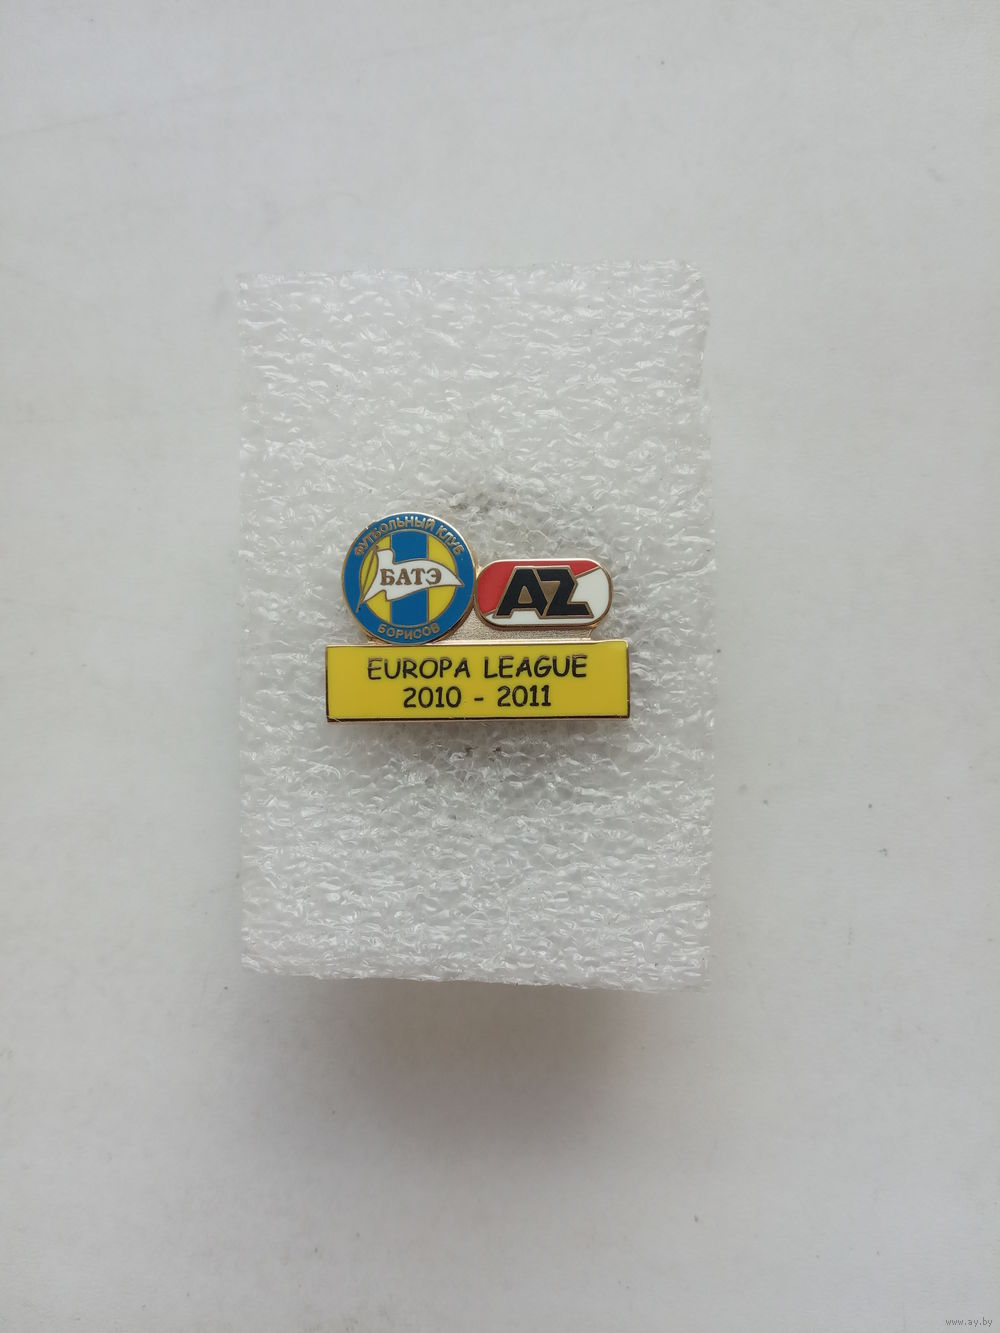 ФУТБОЛЬНЫЙ КЛУБ
БАТЭ
БОРИСОВ
AZ
EUROPA LEAGUE
2010 - 2011
www.ay.by